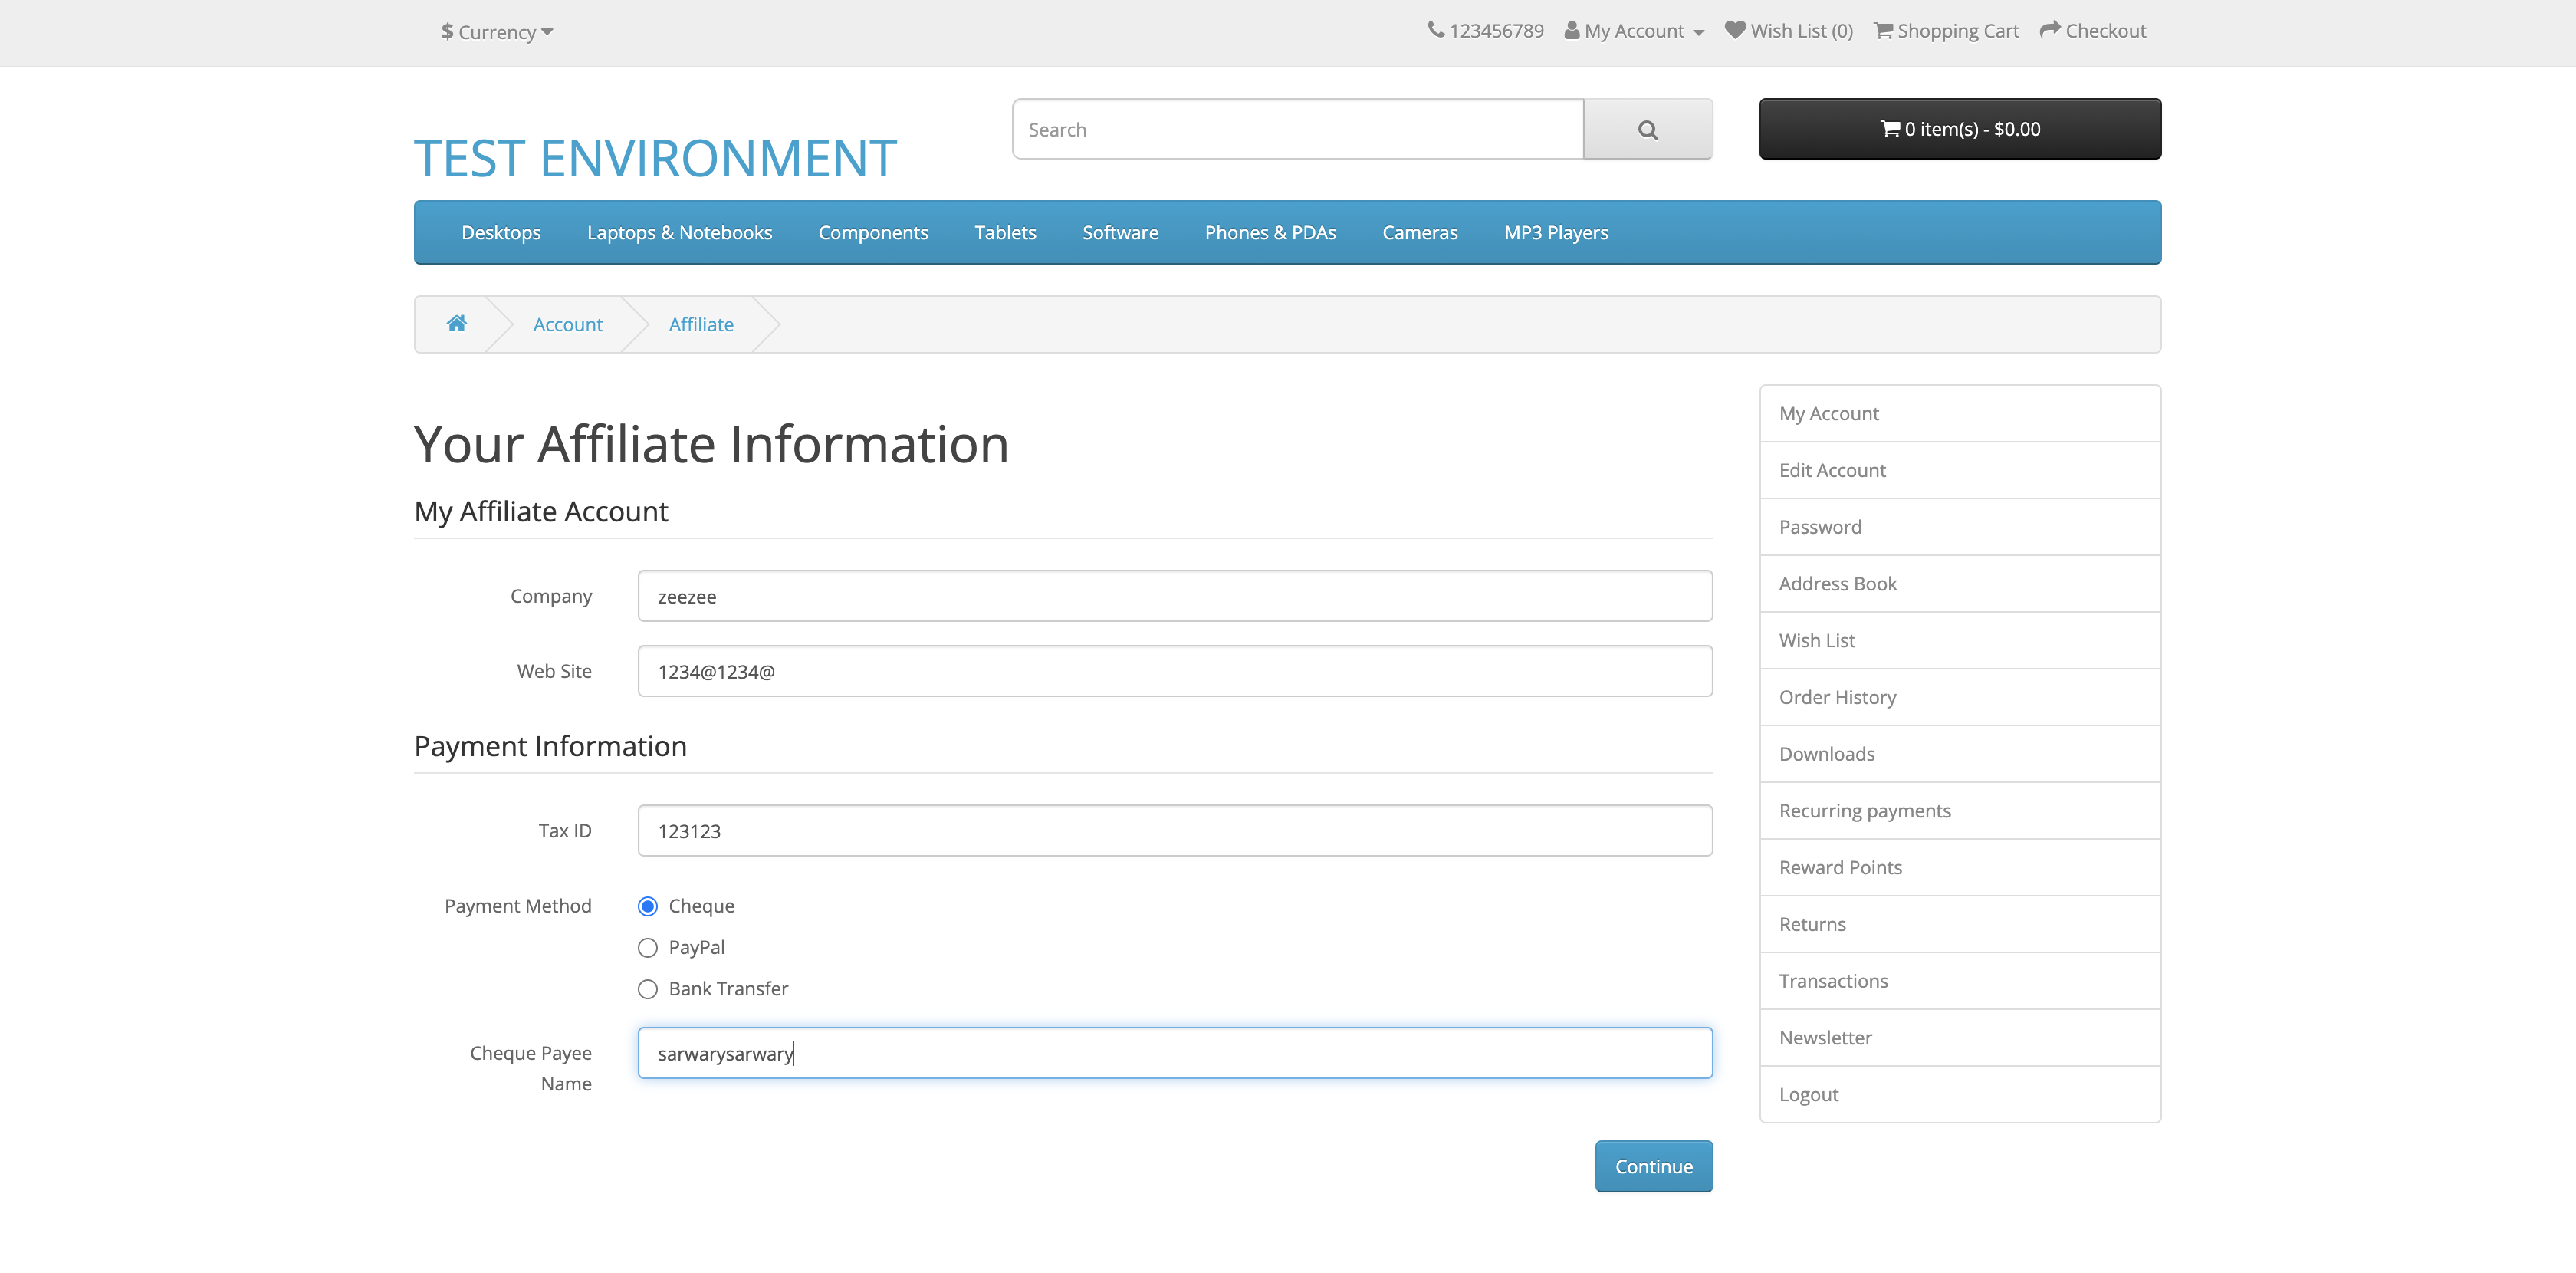 $ Currency
123456789 My Account Wish List (0) Shopping Cart Checkout
TEST ENVIRONMENT
Search
0 item(s) - $0.00
Desktops Laptops & Notebooks Components Tablets Software Phones & PDAs Cameras MP3 Players
Account Affiliate
Your Affiliate Information
My Affiliate Account
Company zeezee
Web Site 1234@1234@
Payment Information
Tax ID 123123
Payment Method Cheque
PayPal
Bank Transfer
Cheque Payee
Name
sarwarysarwary
Continue
My Account
Edit Account
Password
Address Book
Wish List
Order History
Downloads
Recurring payments
Reward Points
Returns
Transactions
Newsletter
Logout